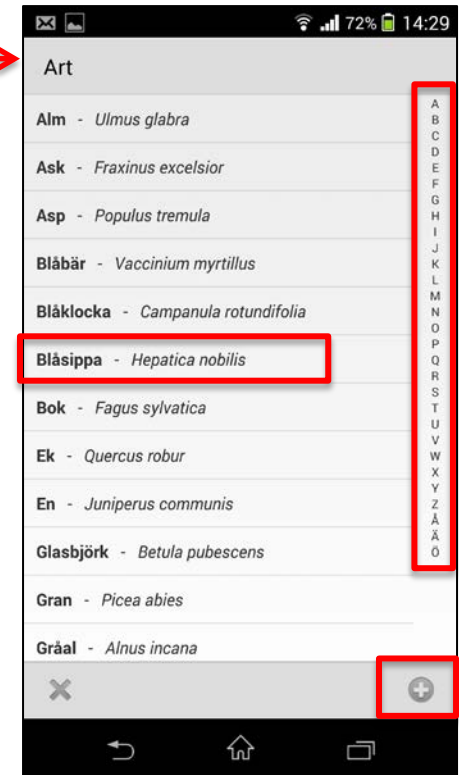 72% 14:29
Art
Alm - Ulmus glabra
Ask - Fraxinus excelsior
Asp - Populus tremula
Blåbär - Vaccinium myrtillus
Blåklocka - Campanula rotundifolia
Blåsippa - Hepatica nobilis
Bok - Fagus sylvatica
Ek - Quercus robur
En - Juniperus communis
Glasbjörk - Betula pubescens
Gran - Picea abies
Gråal - Alnus incana
A
B
C
D
E
F
G
H
I
J
K
L
M
N
O
P
Q
R
S
T
U
V
W
X
Y
Z
Å
Ä
Ö